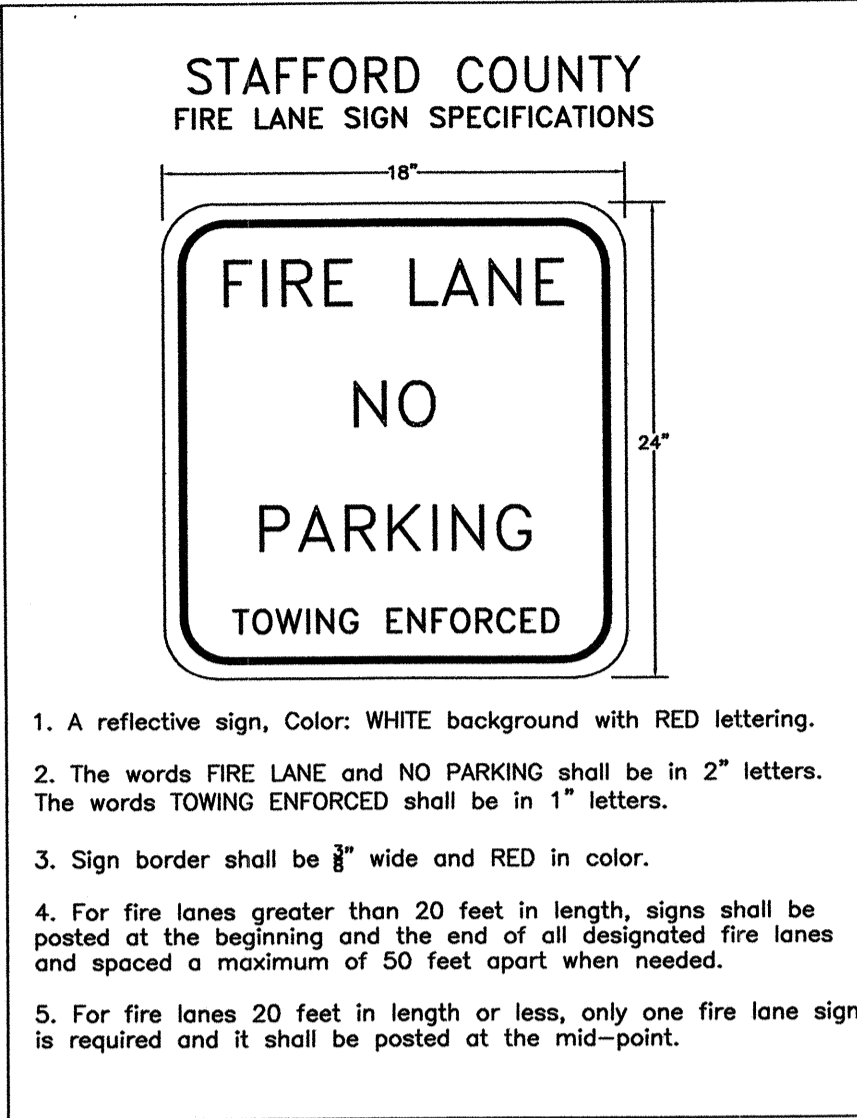 STAFFORD COUNTY
FIRE LANE SIGN SPECIFICATIONS
18"
FIRE LANE
NO
24"
PARKING
TOWING ENFORCED
1. A reflective sign, Color: WHITE background with RED lettering.
2. The words FIRE LANE and NO PARKING shall be in 2" letters.
The words TOWING ENFORCED shall be in 1" letters.
3. Sign border shall be 3/8" wide and RED in color.
4. For fire lanes greater than 20 feet in length, signs shall be
posted at the beginning and the end of all designated fire lanes
and spaced a maximum of 50 feet apart when needed.
5. For fire lanes 20 feet in length or less, only one fire lane sign
is required and it shall be posted at the mid-point.